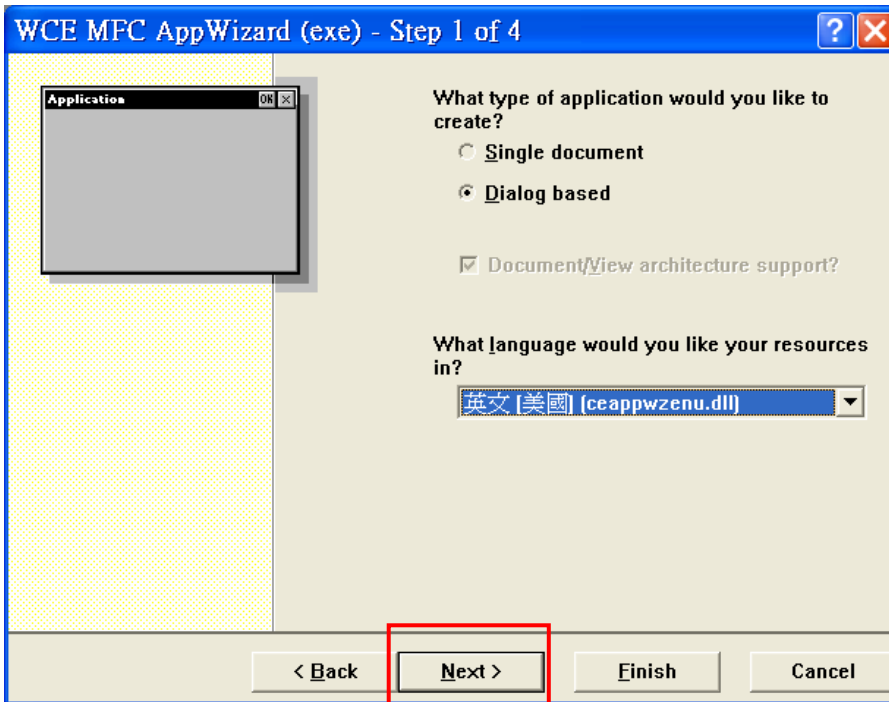 WCE MFC AppWizard (exe) - Step 1 of 4
Application OK
What type of application would you like to
create?
Single document
Dialog based
Document/View architecture support?
What language would you like your resources
in?
英文 [美國] (ceappwzenu.dll)
< Back Next > Finish Cancel